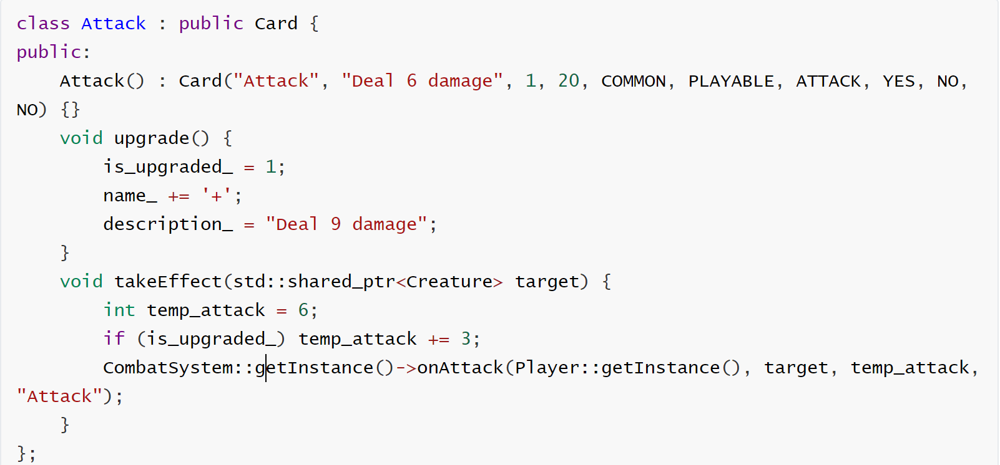 class Attack : public Card {
public:
    Attack() : Card("Attack", "Deal 6 damage", 1, 20, COMMON, PLAYABLE, ATTACK, YES, NO,
NO) {}
    void upgrade() {
        is_upgraded_ = 1;
        name_ += '+';
        description_ = "Deal 9 damage";
    }
    void takeEffect(std::shared_ptr<Creature> target) {
        int temp_attack = 6;
        if (is_upgraded_) temp_attack += 3;
        CombatSystem::getInstance()->onAttack(Player::getInstance(), target, temp_attack,
"Attack");
    }
};